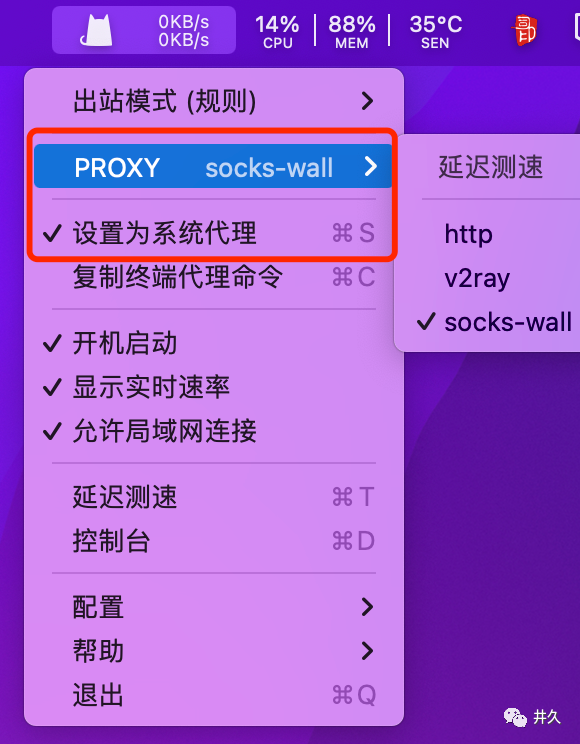 0KB/s
0KB/s
14%
CPU
88%
MEM
35°C
SEN
出站模式 (规则)
PROXY socks-wall
设置为系统代理 ⌘S
复制终端代理命令 ⌘C
开机启动
显示实时速率
允许局域网连接
延迟测速 ⌘T
控制台 ⌘D
配置
帮助
退出 ⌘Q
延迟测速
http
v2ray
socks-wall
井久